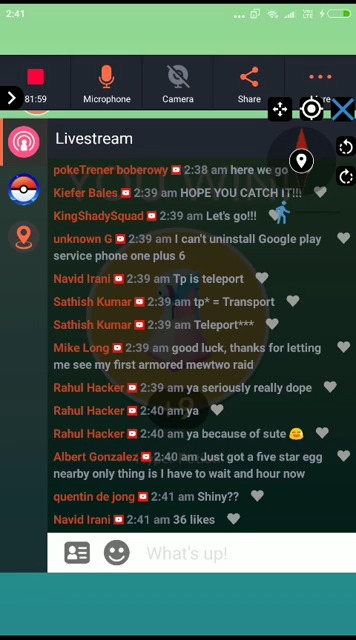 2:41
VoLTE
81:59
Microphone
Camera
Share
More
Livestream
pokeTrener boberowy 2:38 am here we go
Kiefer Bales 2:39 am HOPE YOU CATCH IT!!!
KingShadySquad 2:39 am Let's go!!!
unknown G 2:39 am I can't uninstall Google play
service phone one plus 6
Navid Irani 2:39 am Tp is teleport
Sathish Kumar 2:39 am tp* = Transport
Sathish Kumar 2:39 am Teleport***
Mike Long 2:39 am good luck, thanks for letting
me see my first armored mewtwo raid
Rahul Hacker 2:39 am ya seriously really dope
Rahul Hacker 2:40 am ya
Rahul Hacker 2:40 am ya because of sute 😄
Albert Gonzalez 2:40 am Just got a five star egg
nearby only thing is I have to wait and hour now
quentin de jong 2:41 am Shiny??
Navid Irani 2:41 am 36 likes
What's up!